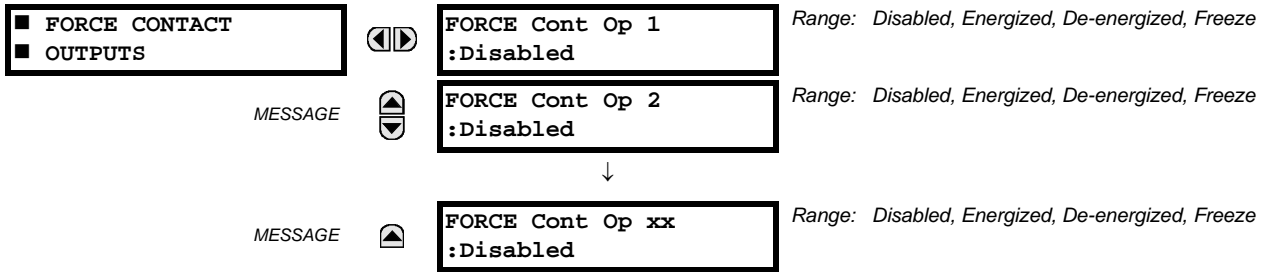 ■ FORCE CONTACT
■ OUTPUTS
FORCE Cont Op 1
:Disabled
Range: Disabled, Energized, De-energized, Freeze
MESSAGE
FORCE Cont Op 2
:Disabled
Range: Disabled, Energized, De-energized, Freeze
↓
MESSAGE
FORCE Cont Op xx
:Disabled
Range: Disabled, Energized, De-energized, Freeze